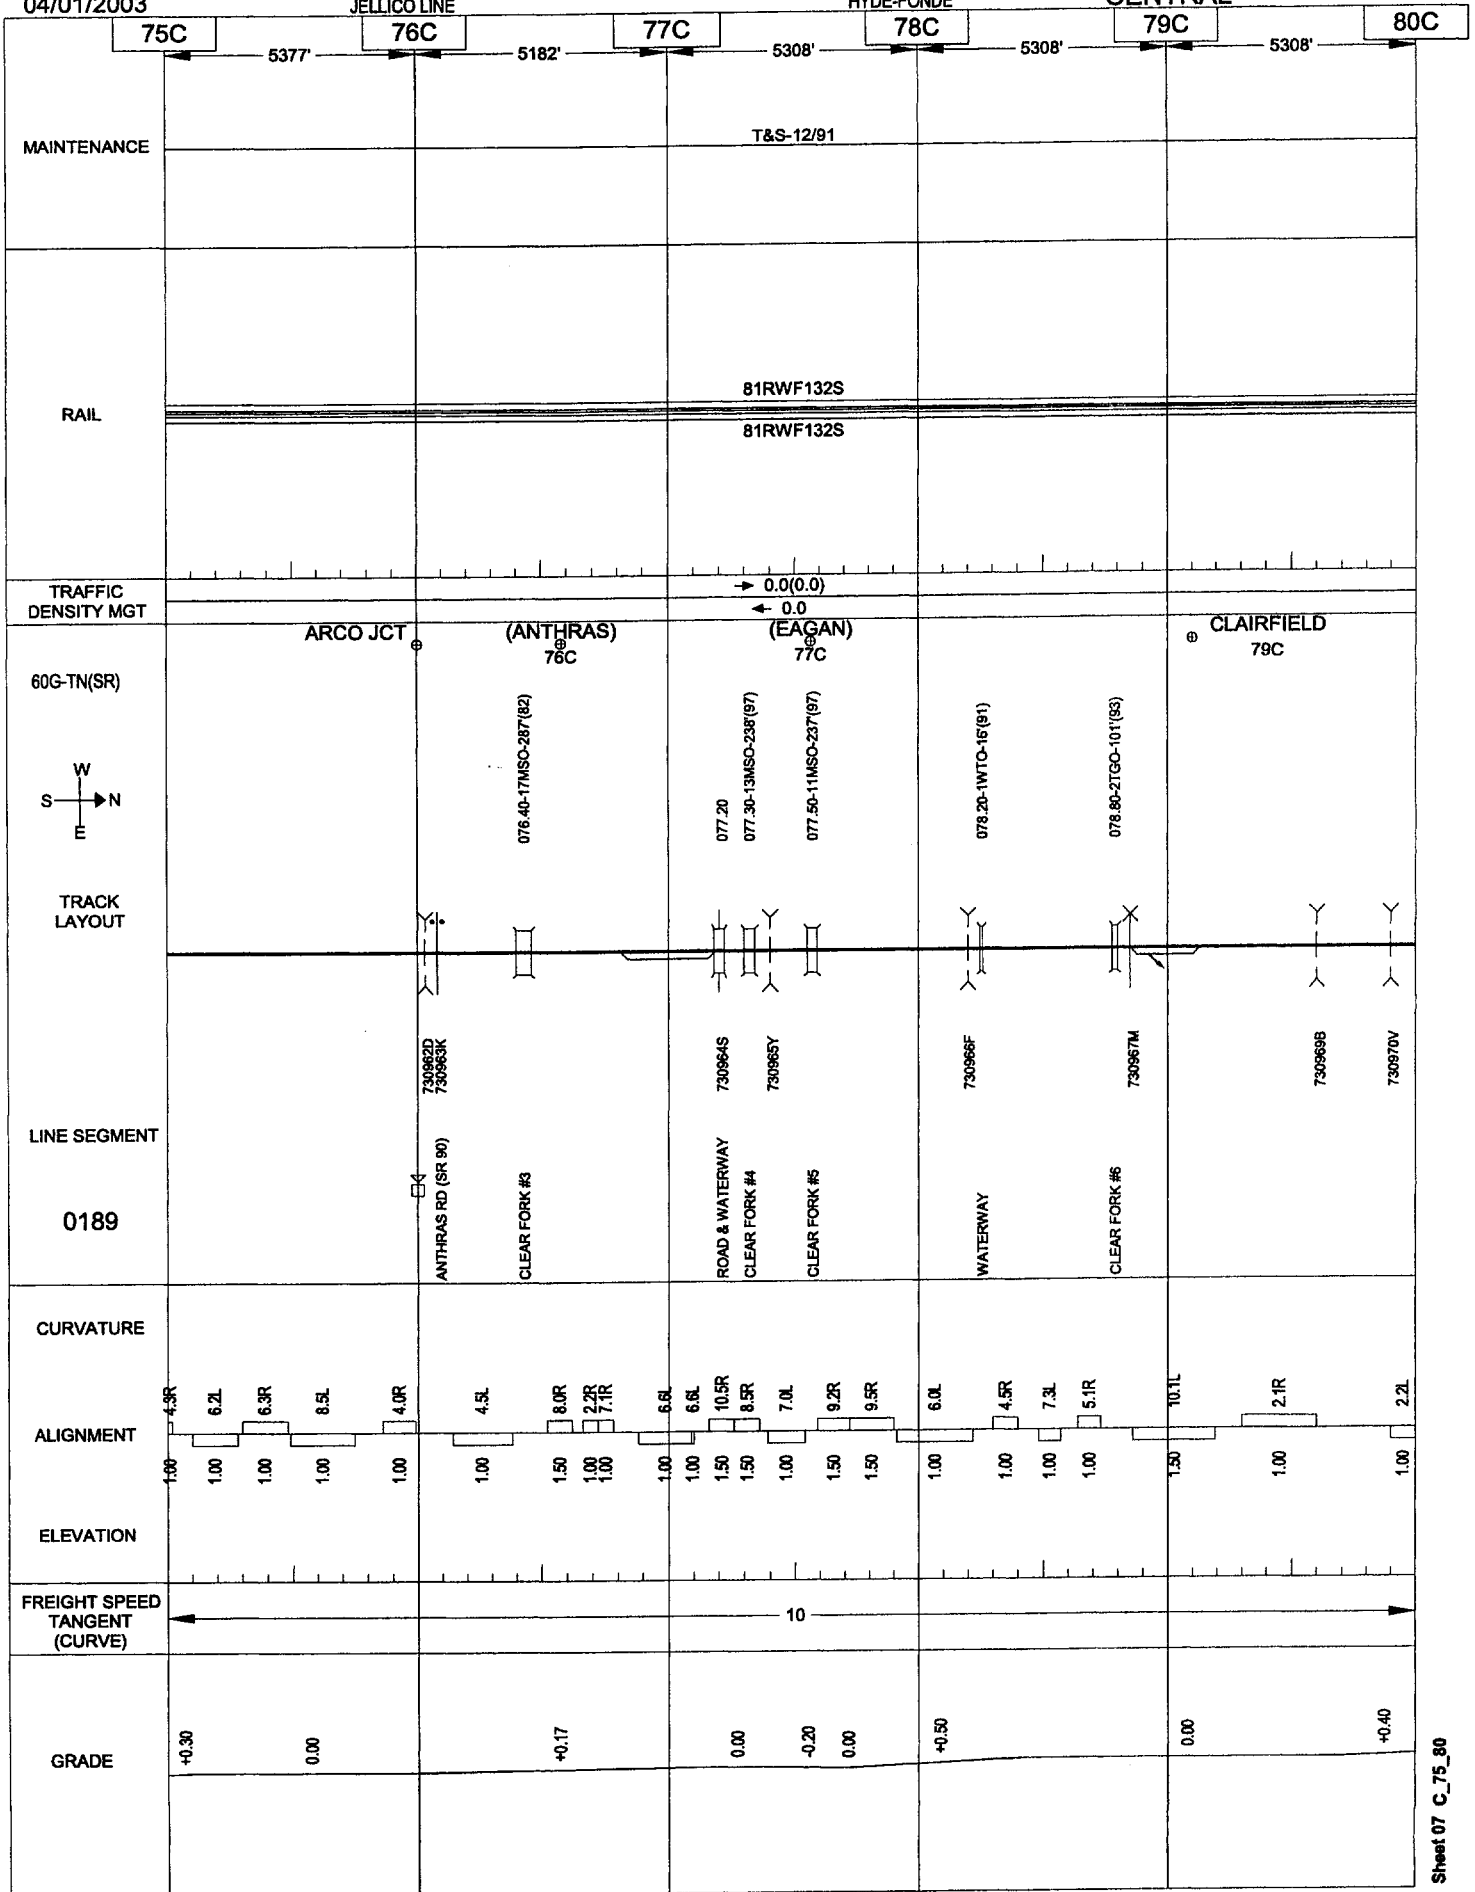 04/01/2003 JELLICO LINE HYDE-FONDE CENTRAL
75C 76C 77C 78C 79C 80C
5377' 5182' 5308' 5308' 5308'
MAINTENANCE
T&S-12/91
RAIL
81RWF132S
81RWF132S
TRAFFIC
DENSITY MGT
0.0(0.0)
0.0
ARCO JCT (ANTHRAS) (EAGAN) CLAIRFIELD
76C 77C 79C
60G-TN(SR)
W
S N
E
076.40-17MSO-287'(82)
077.20
077.30-13MSO-238'(97)
077.50-11MSO-237'(97)
078.20-1WTO-16'(91)
078.80-2TGO-101'(93)
TRACK
LAYOUT
730962D
730963K
730964S
730965Y
730966F
730967M
730969B
730970V
LINE SEGMENT
0189
ANTHRAS RD (SR 90)
CLEAR FORK #3
ROAD & WATERWAY
CLEAR FORK #4
CLEAR FORK #5
WATERWAY
CLEAR FORK #6
CURVATURE
4.3R 6.2L 6.3R 8.5L 4.0R 4.5L 8.0R 2.2R 7.1R 6.6L 6.6L 10.5R 8.5R 7.0L 9.2R 9.5R 6.0L 4.5R 7.3L 5.1R 10.1L 2.1R 2.2L
ALIGNMENT
1.00 1.00 1.00 1.00 1.00 1.00 1.50 1.00 1.00 1.00 1.00 1.50 1.50 1.00 1.50 1.50 1.00 1.00 1.00 1.00 1.50 1.00 1.00
ELEVATION
FREIGHT SPEED
TANGENT
(CURVE)
10
GRADE
+0.30 0.00 +0.17 0.00 -0.20 0.00 +0.50 0.00 +0.40
Sheet 07 C_75_80